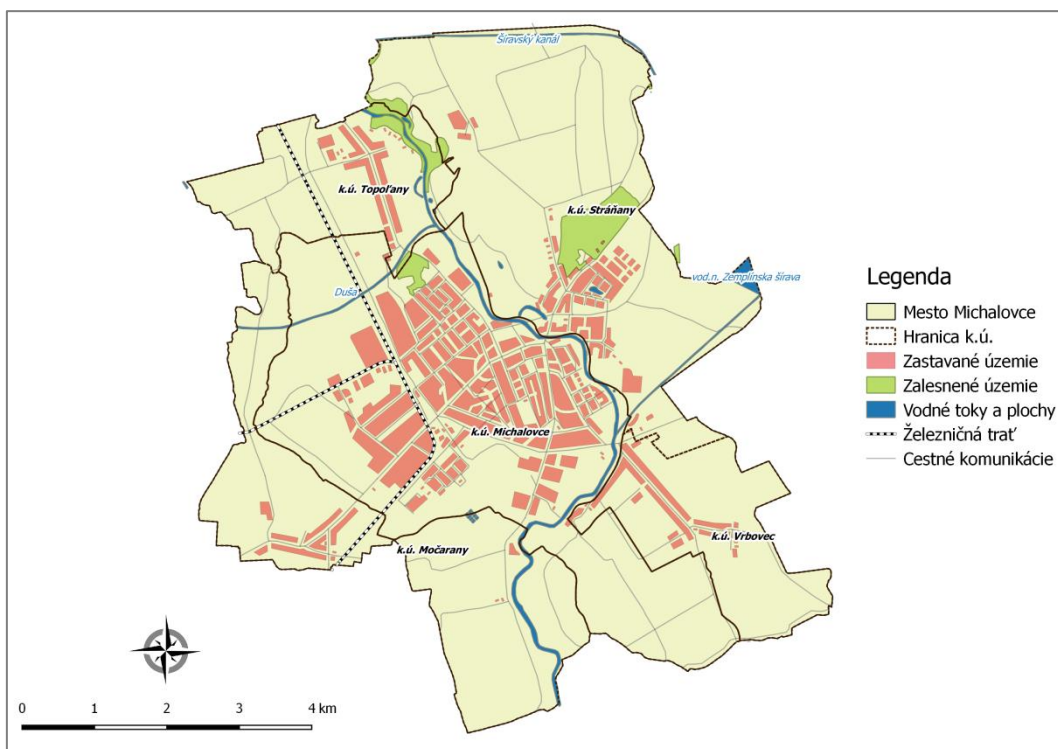 Širavský kanál
k.ú. Topoľany
k.ú. Stráňany
vod.n. Zemplínska šírava
Duša
k.ú. Michalovce
k.ú. Močarany
k.ú. Vrbovec
Legenda
Mesto Michalovce
Hranica k.ú.
Zastavané územie
Zalesnené územie
Vodné toky a plochy
Železničná trať
Cestné komunikácie
0 1 2 3 4 km